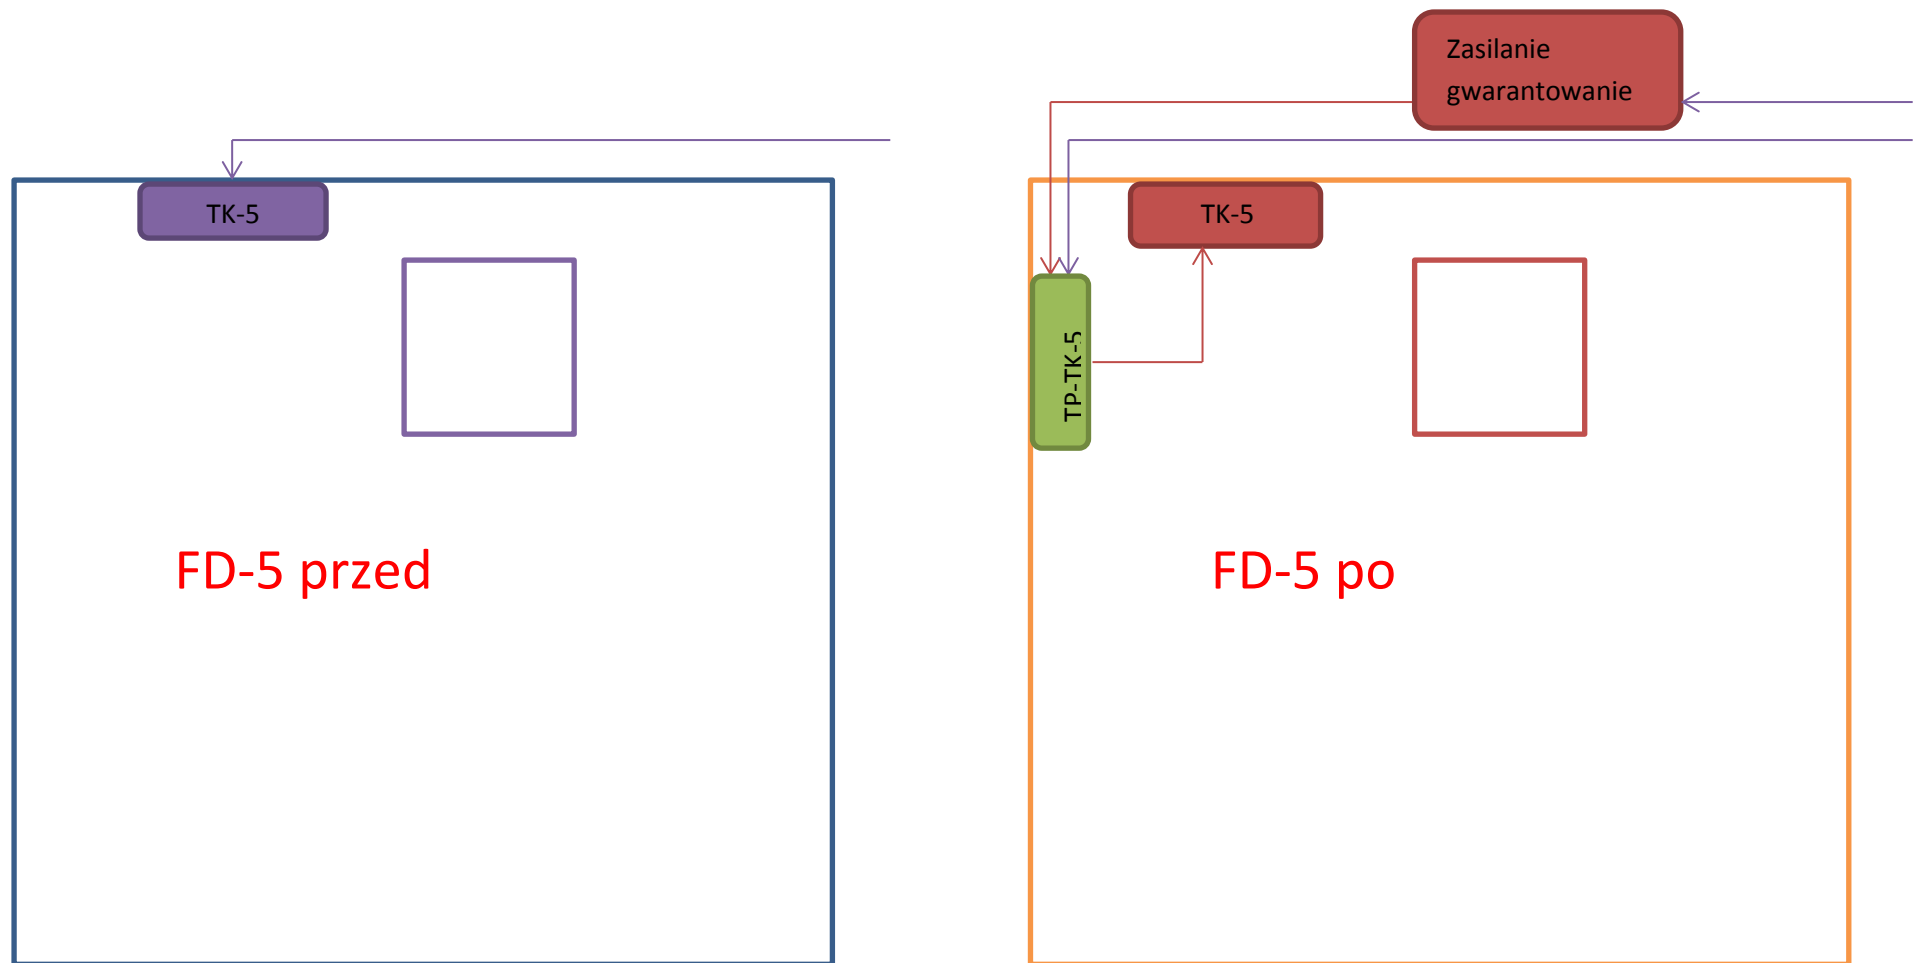 Zasilanie
gwarantowanie
TK-5
TK-5
TP-TK-5
FD-5 przed
FD-5 po